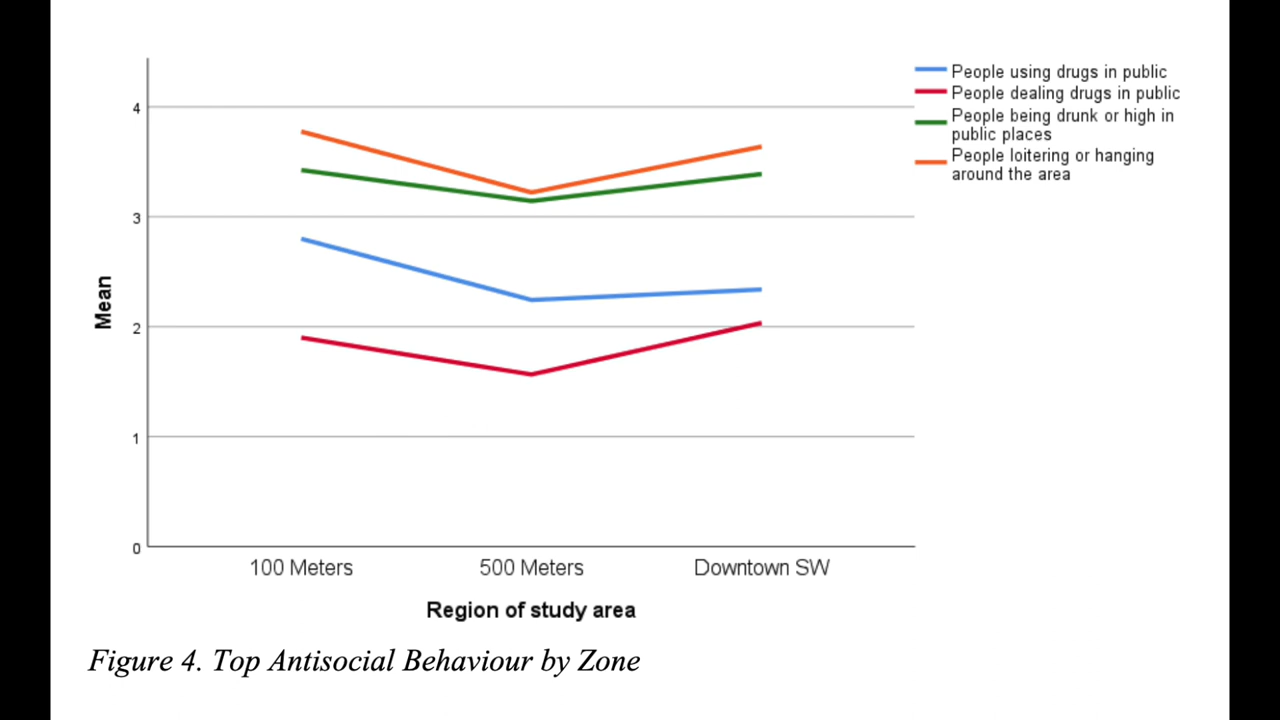 People using drugs in public
People dealing drugs in public
People being drunk or high in
public places
People loitering or hanging
around the area
Mean
4
3
2
1
0
100 Meters
500 Meters
Downtown SW
Region of study area
Figure 4. Top Antisocial Behaviour by Zone